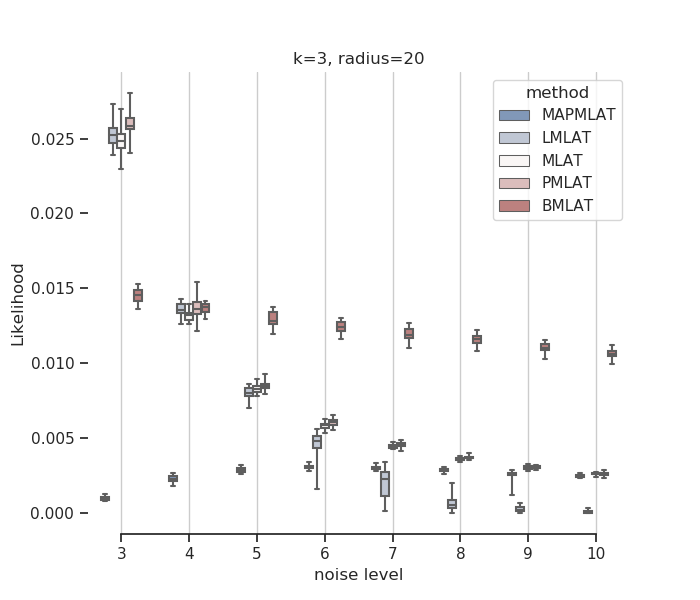 k=3, radius=20
method
MAPMLAT
LMLAT
MLAT
PMLAT
BMLAT
Likelihood
0.025
0.020
0.015
0.010
0.005
0.000
3 4 5 6 7 8 9 10
noise level